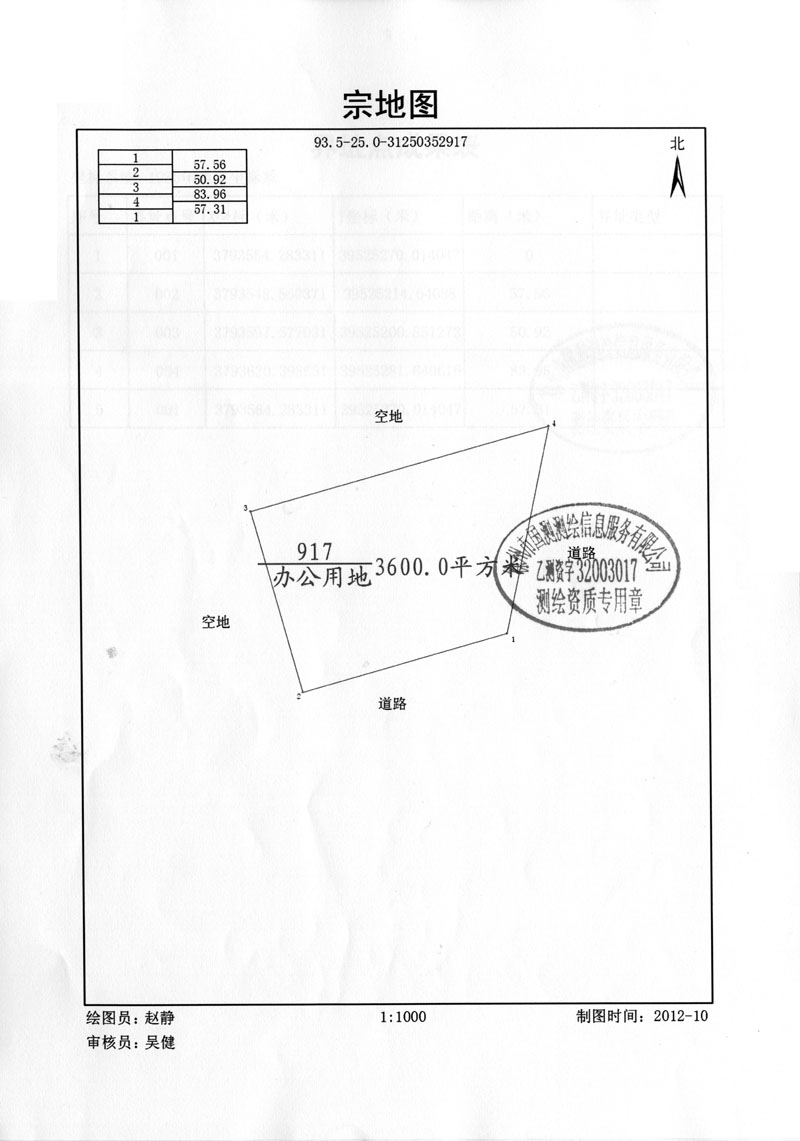 宗地图
93.5-25.0-31250352917
北
1
57.56
2
50.92
3
83.96
4
57.31
1
空地
4
3
917
办公用地
3600.0平方米
市国测测绘信息服务有限公司
道路
乙测资字32003017
测绘资质专用章
空地
1
2
道路
绘图员:赵静
1:1000
制图时间: 2012-10
审核员:吴健